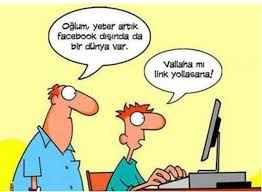 Oğlum, yeter artık
facebook dışında da
bir dünya var.
Vallaha mı
link yollasana!